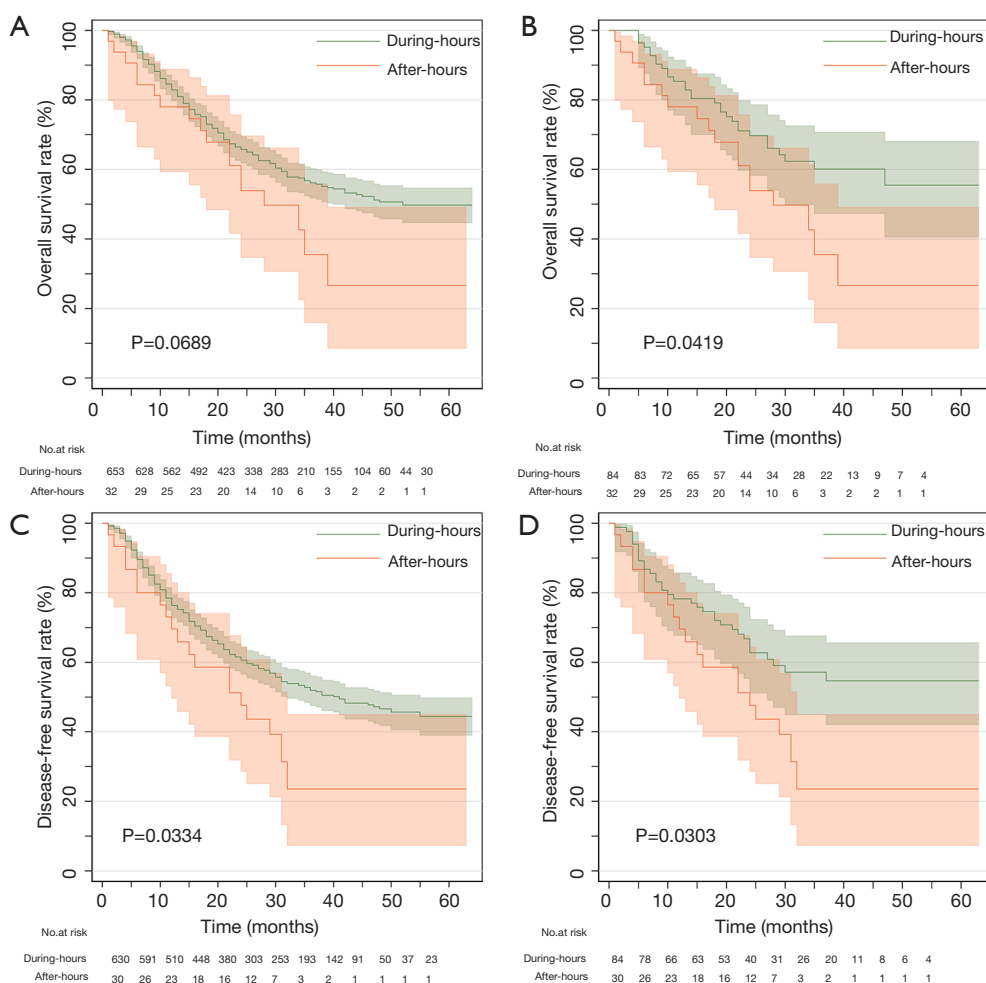 A
During-hours
After-hours
100
80
60
40
20
0
Overall survival rate (%)
P=0.0689
0 10 20 30 40 50 60
Time (months)
No.at risk
During-hours 653 628 562 492 423 338 283 210 155 104 60 44 30
After-hours 32 29 25 23 20 14 10 6 3 2 2 1 1
B
During-hours
After-hours
100
80
60
40
20
0
Overall survival rate (%)
P=0.0419
0 10 20 30 40 50 60
Time (months)
No.at risk
During-hours 84 83 72 65 57 44 34 28 22 13 9 7 4
After-hours 32 29 25 23 20 14 10 6 3 2 2 1 1
C
During-hours
After-hours
100
80
60
40
20
0
Disease-free survival rate (%)
P=0.0334
0 10 20 30 40 50 60
Time (months)
No.at risk
During-hours 630 591 510 448 380 303 253 193 142 91 50 37 23
After-hours 30 26 23 18 16 12 7 3 2 1 1 1 1
D
During-hours
After-hours
100
80
60
40
20
0
Disease-free survival rate (%)
P=0.0303
0 10 20 30 40 50 60
Time (months)
No.at risk
During-hours 84 78 66 63 53 40 31 26 20 11 8 6 4
After-hours 30 26 23 18 16 12 7 3 2 1 1 1 1